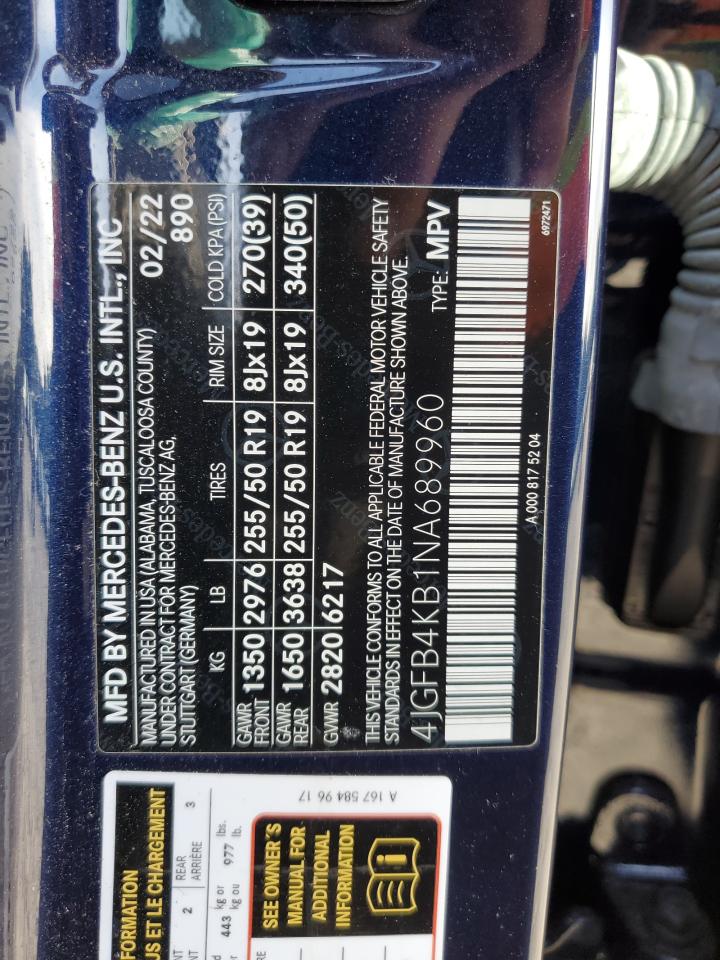 MFD BY MERCEDES-BENZ U.S. INTL., INC
MANUFACTURED IN USA (ALABAMA, TUSCALOOSA COUNTY) 02/22
UNDER CONTRACT FOR MERCEDES-BENZ AG, 890
STUTTGART (GERMANY)
KG LB TIRES RIM SIZE COLD KPA(PSI)
GAWR FRONT 1350 2976 255/50 R19 8Jx19 270(39)
GAWR REAR 1650 3638 255/50 R19 8Jx19 340(50)
GVWR 2820 6217
THIS VEHICLE CONFORMS TO ALL APPLICABLE FEDERAL MOTOR VEHICLE SAFETY
STANDARDS IN EFFECT ON THE DATE OF MANUFACTURE SHOWN ABOVE.
4JGFB4KB1NA689960 TYPE: MPV
A 000 817 52 04 6972471
US ET LE CHARGEMENT
2 REAR 3
ARRIÈRE
443 kg or 977 lbs.
kg ou lb.
SEE OWNER'S
MANUAL FOR
ADDITIONAL
INFORMATION
A 167 584 96 17